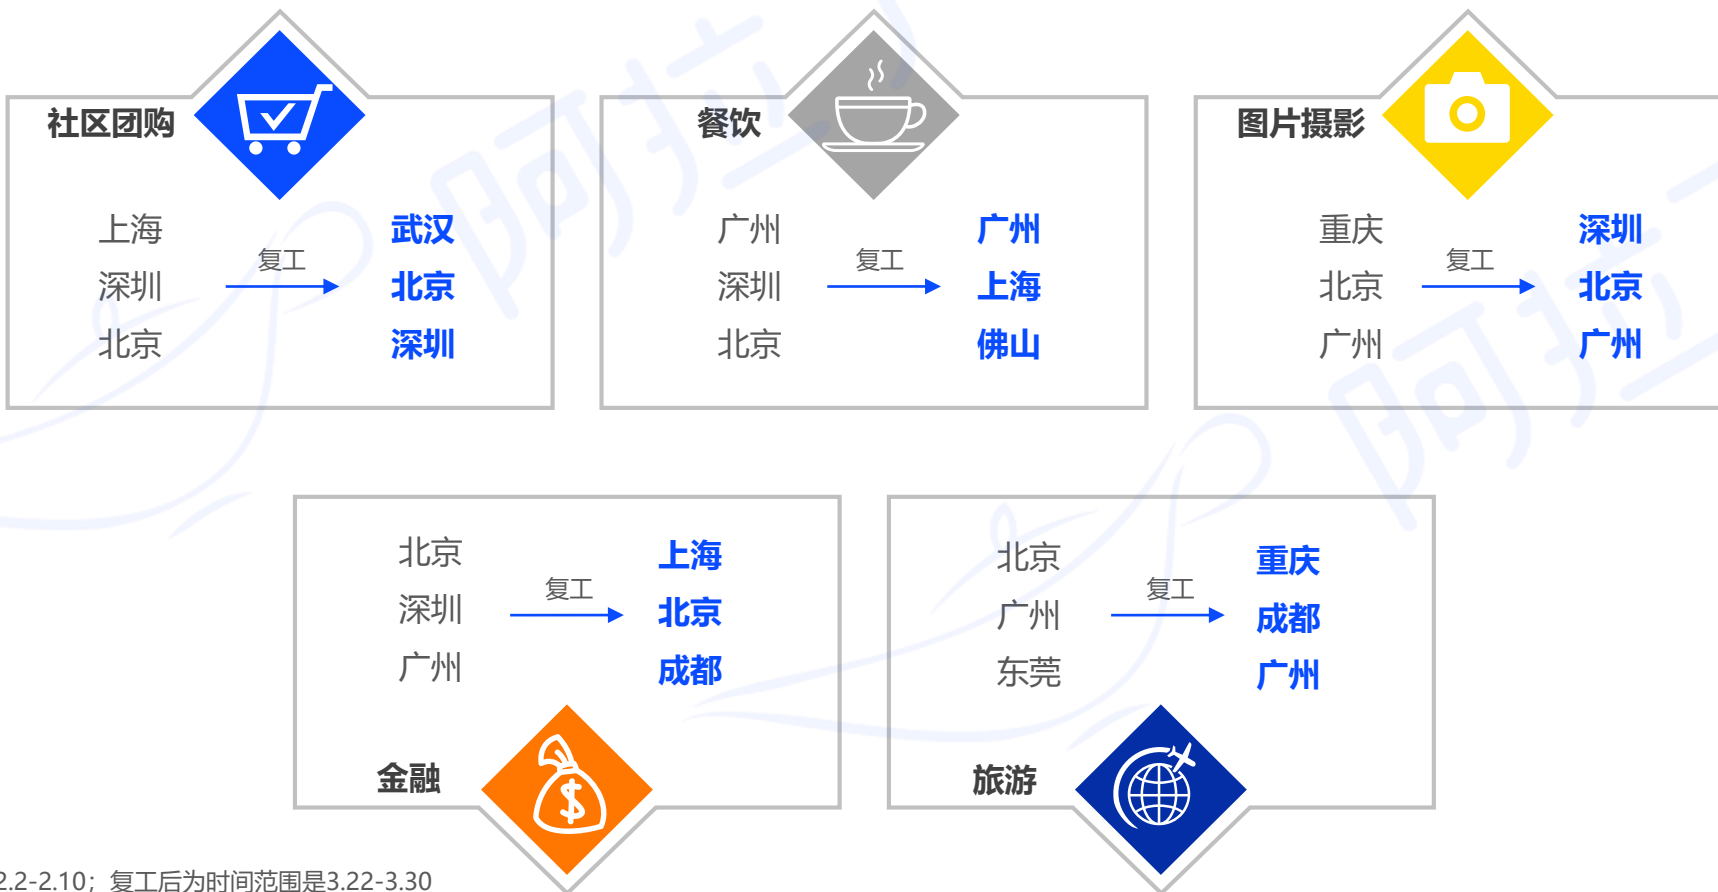 社区团购
上海
深圳
北京
复工
武汉
北京
深圳
餐饮
广州
深圳
北京
复工
广州
上海
佛山
图片摄影
重庆
北京
广州
复工
深圳
北京
广州
北京
深圳
广州
复工
上海
北京
成都
金融
北京
广州
东莞
复工
重庆
成都
广州
旅游
2.2-2.10；复工后为时间范围是3.22-3.30
阿拉
阿拉